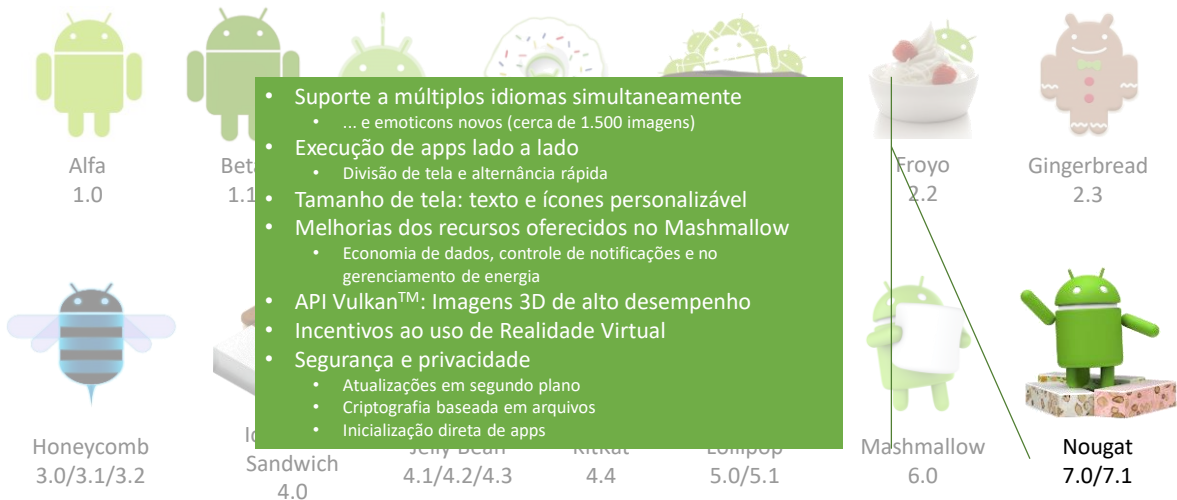 • Suporte a múltiplos idiomas simultaneamente
• ... e emoticons novos (cerca de 1.500 imagens)
• Execução de apps lado a lado
• Divisão de tela e alternância rápida
• Tamanho de tela: texto e ícones personalizável
• Melhorias dos recursos oferecidos no Mashmallow
• Economia de dados, controle de notificações e no
gerenciamento de energia
• API Vulkan™: Imagens 3D de alto desempenho
• Incentivos ao uso de Realidade Virtual
• Segurança e privacidade
• Atualizações em segundo plano
• Criptografia baseada em arquivos
• Inicialização direta de apps
Alfa
1.0
Bet
1.1
Froyo
2.2
Gingerbread
2.3
Honeycomb
3.0/3.1/3.2
Sandwich
4.0
Jelly Bean
4.1/4.2/4.3
KitKat
4.4
Lollipop
5.0/5.1
Mashmallow
6.0
Nougat
7.0/7.1